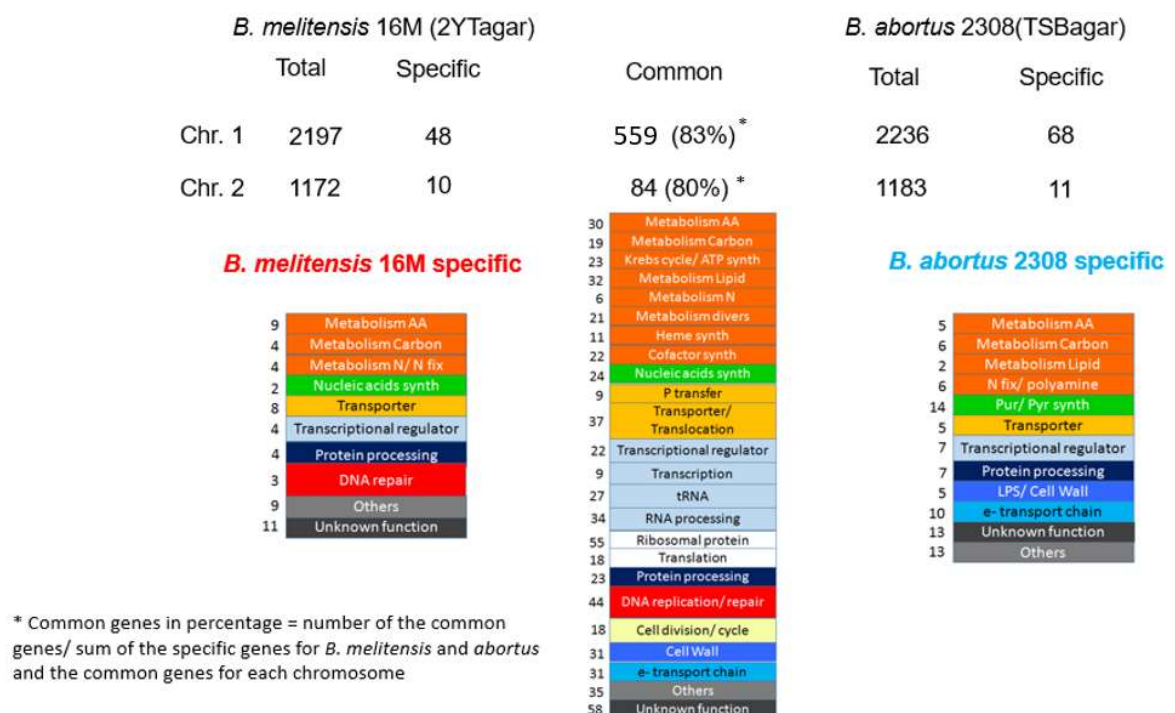 B. melitensis 16M (2YTagar)
B. abortus 2308(TSBagar)
Total Specific Common Total Specific
Chr. 1 2197 48 559 (83%) * 2236 68
Chr. 2 1172 10 84 (80%) * 1183 11
B. melitensis 16M specific
9 Metabolism AA
4 Metabolism Carbon
4 Metabolism N/ N fix
2 Nucleic acids synth
8 Transporter
4 Transcriptional regulator
4 Protein processing
3 DNA repair
9 Others
11 Unknown function
30 Metabolism AA
19 Metabolism Carbon
23 Krebs cycle/ ATP synth
32 Metabolism Lipid
6 Metabolism N
21 Metabolism divers
11 Heme synth
22 Cofactor synth
24 Nucleic acids synth
9 P transfer
37 Transporter/
Translocation
22 Transcriptional regulator
9 Transcription
27 tRNA
34 RNA processing
55 Ribosomal protein
18 Translation
23 Protein processing
44 DNA replication/ repair
18 Cell division/ cycle
31 Cell Wall
31 e- transport chain
35 Others
58 Unknown function
B. abortus 2308 specific
5 Metabolism AA
6 Metabolism Carbon
2 Metabolism Lipid
6 N fix/ polyamine
14 Pur/ Pyr synth
5 Transporter
7 Transcriptional regulator
7 Protein processing
5 LPS/ Cell Wall
10 e- transport chain
13 Unknown function
13 Others
* Common genes in percentage = number of the common
genes/ sum of the specific genes for B. melitensis and abortus
and the common genes for each chromosome